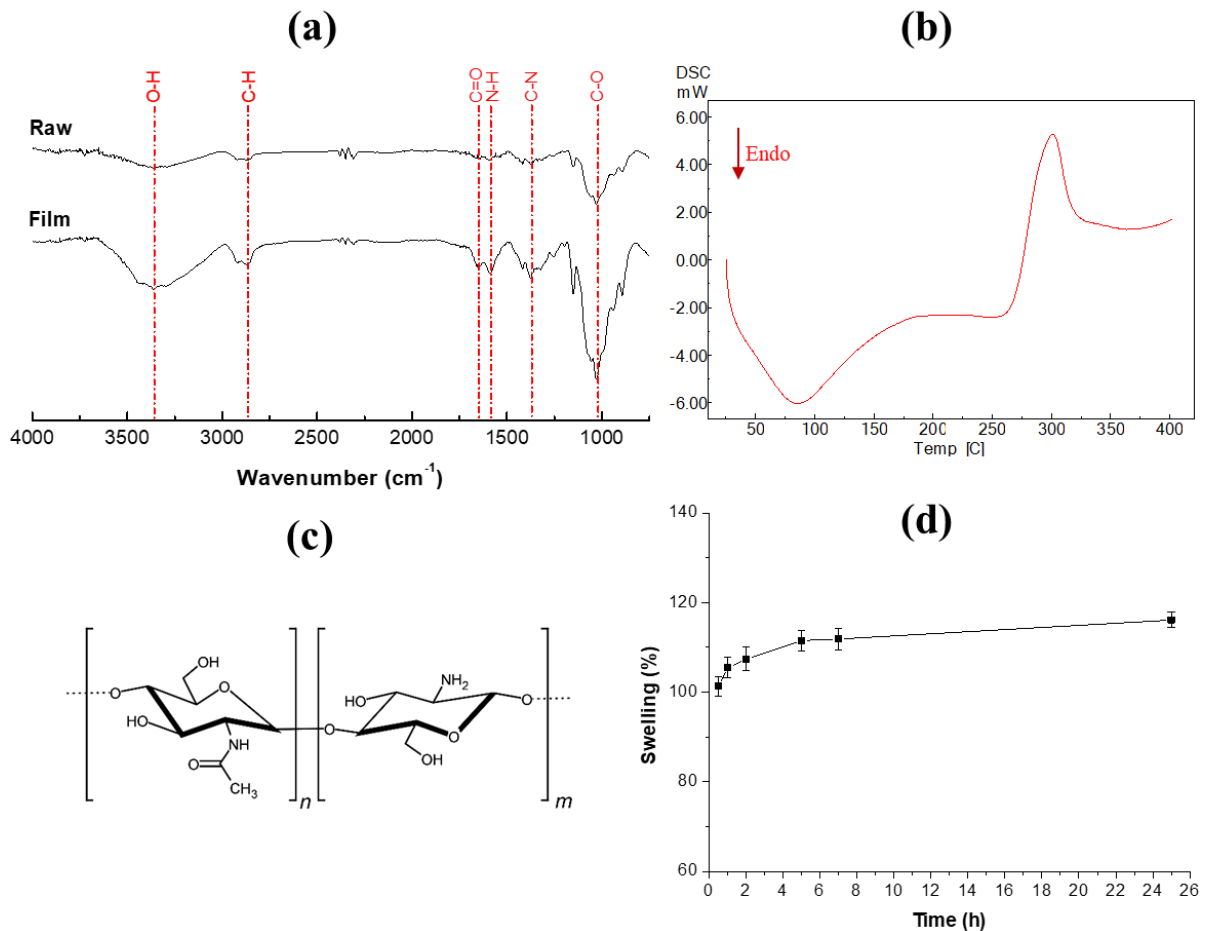 (a)
O-H
C-H
C=O
N-H
C-N
C-O
Raw
Film
4000 3500 3000 2500 2000 1500 1000
Wavenumber (cm-1)
(b)
DSC
mW
6.00
4.00
2.00
0.00
-2.00
-4.00
-6.00
Endo
50 100 150 200 250 300 350 400
Temp [C]
(c)
OH
O
O
HO
NH
O
CH3
n
O
NH2
HO
O
O
OH
m
(d)
140
120
100
80
60
Swelling (%)
0 2 4 6 8 10 12 14 16 18 20 22 24 26
Time (h)